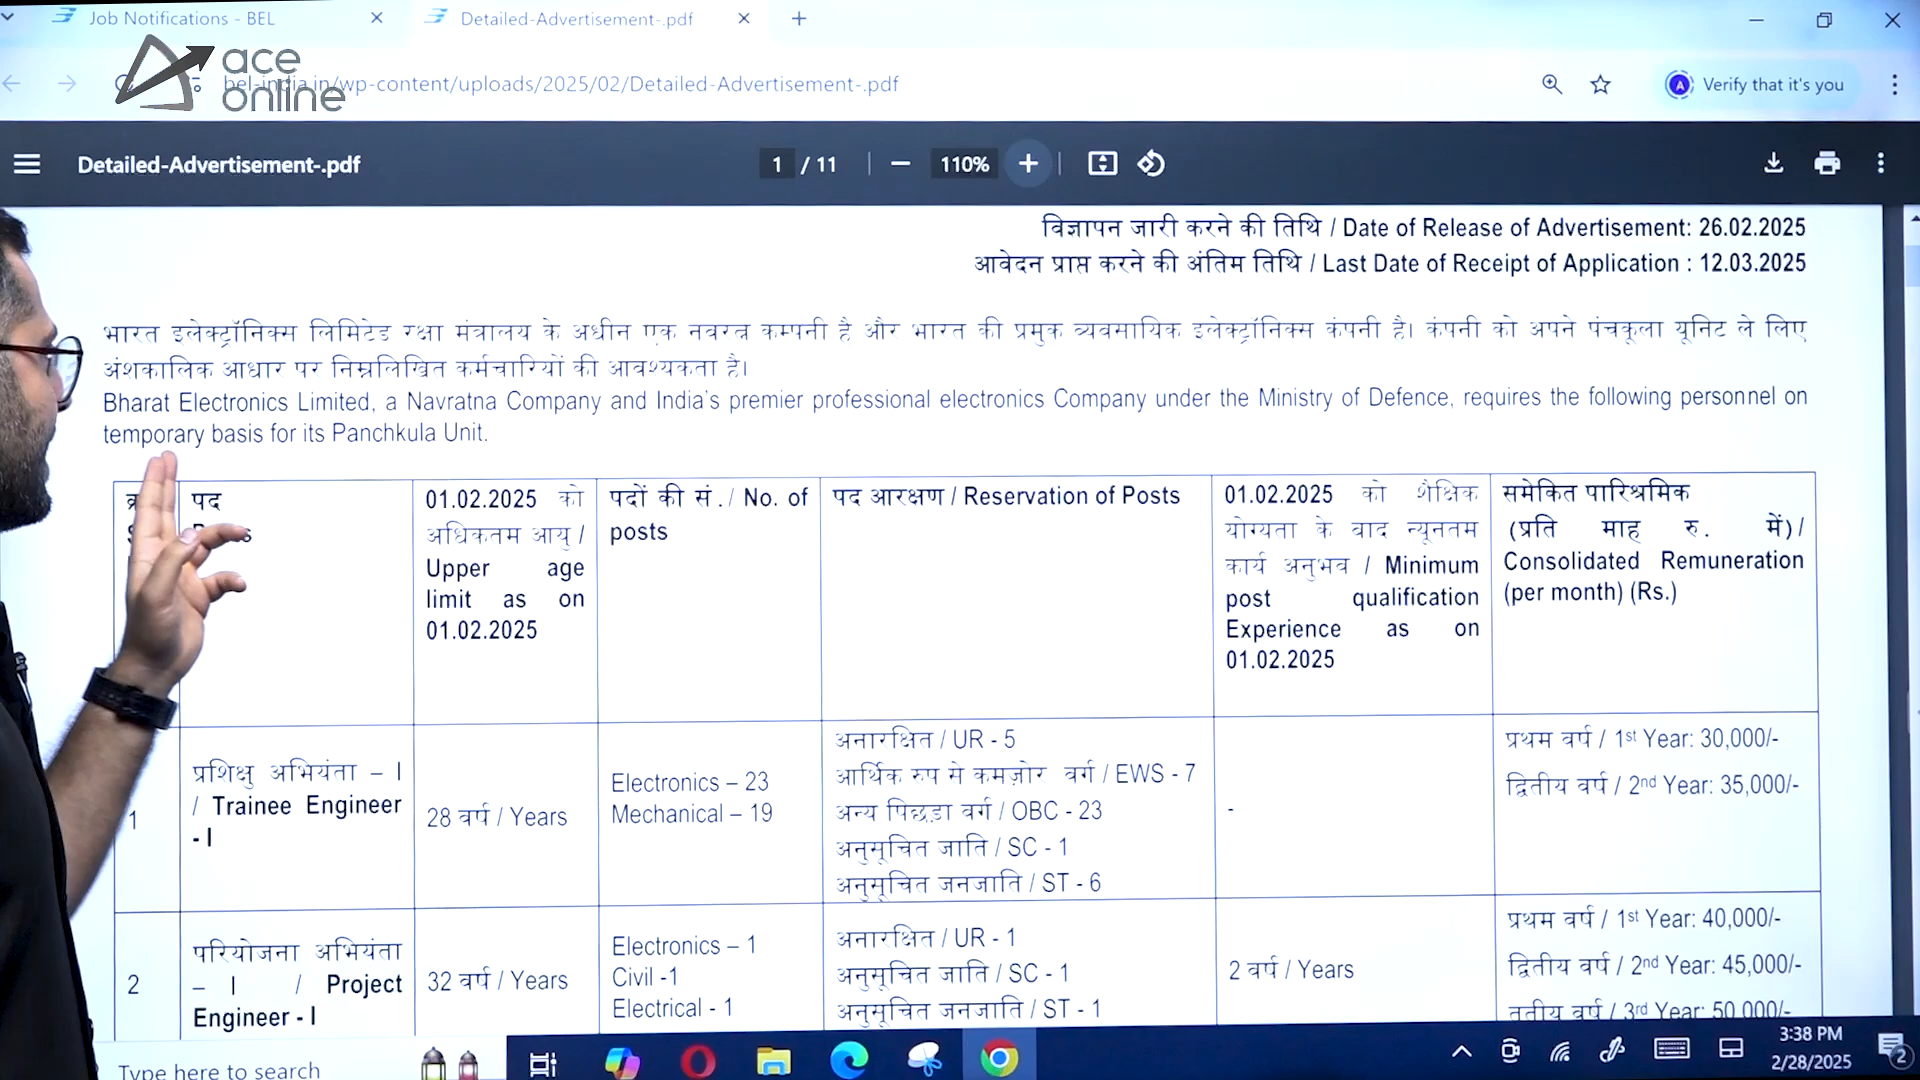 Job Notifications - BEL
Detailed-Advertisement-.pdf
ace
online
bel-india.in/wp-content/uploads/2025/02/Detailed-Advertisement-.pdf
Verify that it's you
Detailed-Advertisement-.pdf
1 / 11
110%
विज्ञापन जारी करने की तिथि / Date of Release of Advertisement: 26.02.2025
आवेदन प्राप्त करने की अंतिम तिथि / Last Date of Receipt of Application : 12.03.2025
भारत इलेक्ट्रॉनिक्स लिमिटेड रक्षा मंत्रालय के अधीन एक नवरत्न कम्पनी है और भारत की प्रमुक व्यवसायिक इलेक्ट्रॉनिक्स कंपनी है। कंपनी को अपने पंचकूला यूनिट ले लिए
अंशकालिक आधार पर निम्नलिखित कर्मचारियों की आवश्यकता है।
Bharat Electronics Limited, a Navratna Company and India's premier professional electronics Company under the Ministry of Defence, requires the following personnel on
temporary basis for its Panchkula Unit.
पद
01.02.2025 को
अधिकतम आयु /
Upper age
limit as on
01.02.2025
पदों की सं. / No. of
posts
पद आरक्षण / Reservation of Posts
01.02.2025 को शैक्षिक
योग्यता के बाद न्यूनतम
कार्य अनुभव / Minimum
post qualification
Experience as on
01.02.2025
समेकित पारिश्रमिक
(प्रति माह रु. में) /
Consolidated Remuneration
(per month) (Rs.)
1
प्रशिक्षु अभियंता – I
/ Trainee Engineer
- I
28 वर्ष / Years
Electronics – 23
Mechanical – 19
अनारक्षित / UR - 5
आर्थिक रुप से कमज़ोर वर्ग / EWS - 7
अन्य पिछड़ा वर्ग / OBC - 23
अनुसूचित जाति / SC - 1
अनुसूचित जनजाति / ST - 6
-
प्रथम वर्ष / 1st Year: 30,000/-
द्वितीय वर्ष / 2nd Year: 35,000/-
2
परियोजना अभियंता
– I / Project
Engineer - I
32 वर्ष / Years
Electronics – 1
Civil -1
Electrical - 1
अनारक्षित / UR - 1
अनुसूचित जाति / SC - 1
अनुसूचित जनजाति / ST - 1
2 वर्ष / Years
प्रथम वर्ष / 1st Year: 40,000/-
द्वितीय वर्ष / 2nd Year: 45,000/-
तृतीय वर्ष / 3rd Year: 50,000/-
Type here to search
3:38 PM
2/28/2025
2